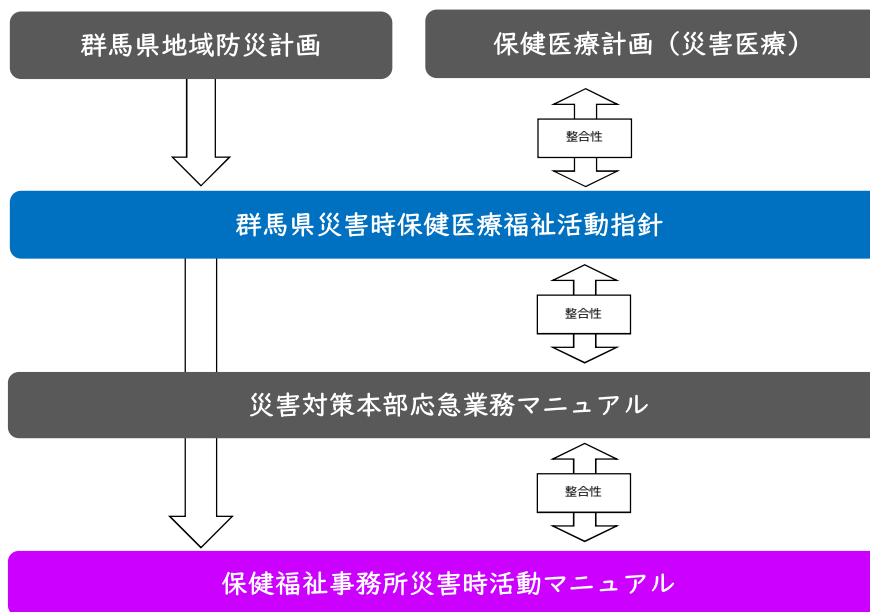 群馬県地域防災計画
保健医療計画（災害医療）
整合性
群馬県災害時保健医療福祉活動指針
整合性
災害対策本部応急業務マニュアル
整合性
保健福祉事務所災害時活動マニュアル